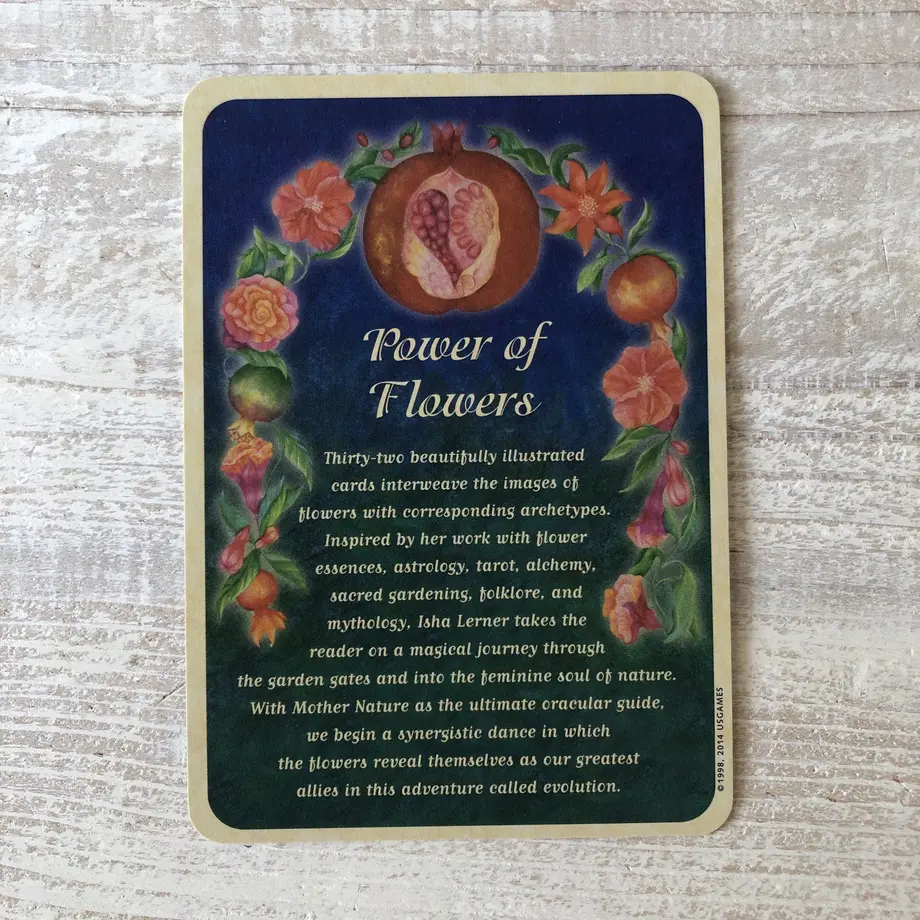 Power of
Flowers
Thirty-two beautifully illustrated
cards interweave the images of
flowers with corresponding archetypes.
Inspired by her work with flower
essences, astrology, tarot, alchemy,
sacred gardening, folklore, and
mythology, Isha Lerner takes the
reader on a magical journey through
the garden gates and into the feminine soul of nature.
With Mother Nature as the ultimate oracular guide,
we begin a synergistic dance in which
the flowers reveal themselves as our greatest
allies in this adventure called evolution.
©1998, 2014 USGAMES